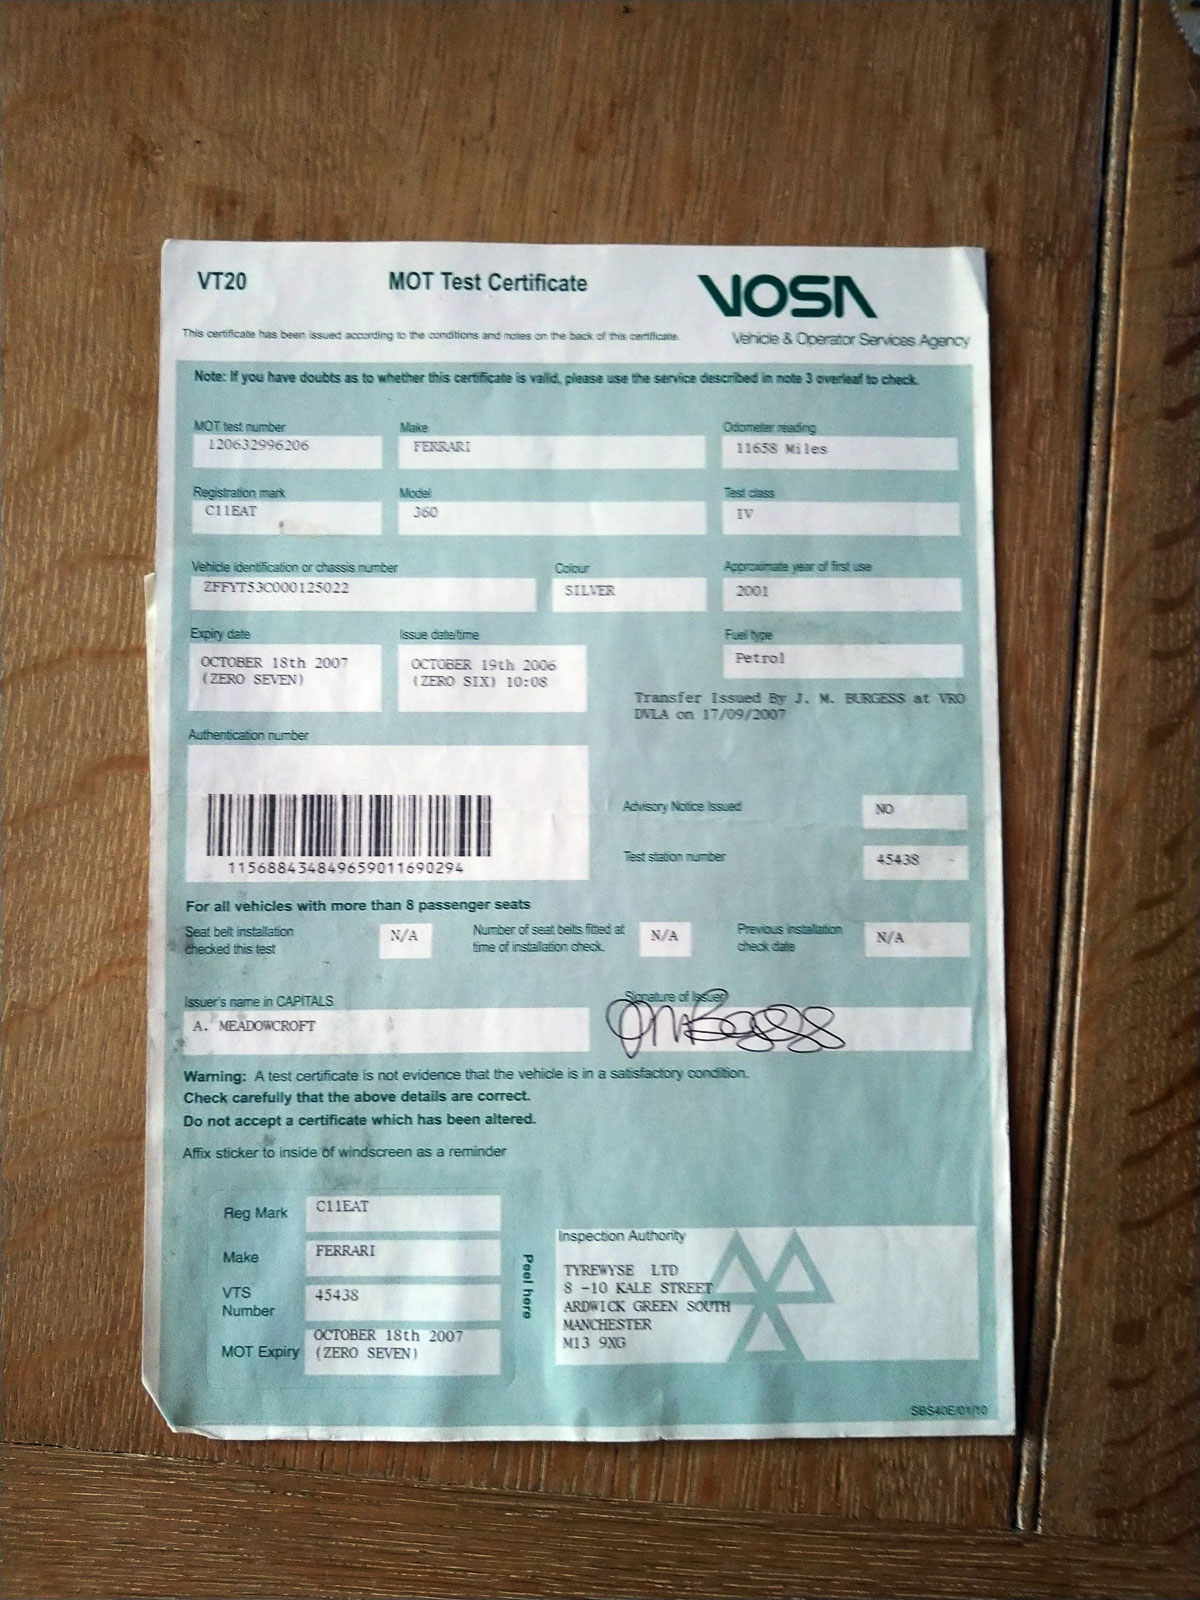 VT20
MOT Test Certificate
VOSA
This certificate has been issued according to the conditions and notes on the back of this certificate.
Vehicle & Operator Services Agency
Note: If you have doubts as to whether this certificate is valid, please use the service described in note 3 overleaf to check.
MOT test number
Make
Odometer reading
120632996206
FERRARI
11658 Miles
Registration mark
Model
Test class
C11EAT
360
IV
Vehicle identification or chassis number
Colour
Approximate year of first use
ZFFYT53C000125022
SILVER
2001
Expiry date
Issue date/time
Fuel type
OCTOBER 18th 2007
(ZERO SEVEN)
OCTOBER 19th 2006
(ZERO SIX) 10:08
Petrol
Transfer Issued By J. M. BURGESS at VRO
DVLA on 17/09/2007
Authentication number
115688434849659011690294
Advisory Notice Issued
NO
Test station number
45438 -
For all vehicles with more than 8 passenger seats
Seat belt installation
checked this test
N/A
Number of seat belts fitted at
time of installation check.
N/A
Previous installation
check date
N/A
Issuer's name in CAPITALS
Signature of Issuer
A. MEADOWCROFT
Warning: A test certificate is not evidence that the vehicle is in a satisfactory condition.
Check carefully that the above details are correct.
Do not accept a certificate which has been altered.
Affix sticker to inside of windscreen as a reminder
Reg Mark
C11EAT
Make
FERRARI
VTS
Number
45438
MOT Expiry
OCTOBER 18th 2007
(ZERO SEVEN)
Peel here
Inspection Authority
TYREWYSE LTD
8 -10 KALE STREET
ARDWICK GREEN SOUTH
MANCHESTER
M13 9XG
SBS40E/01/10